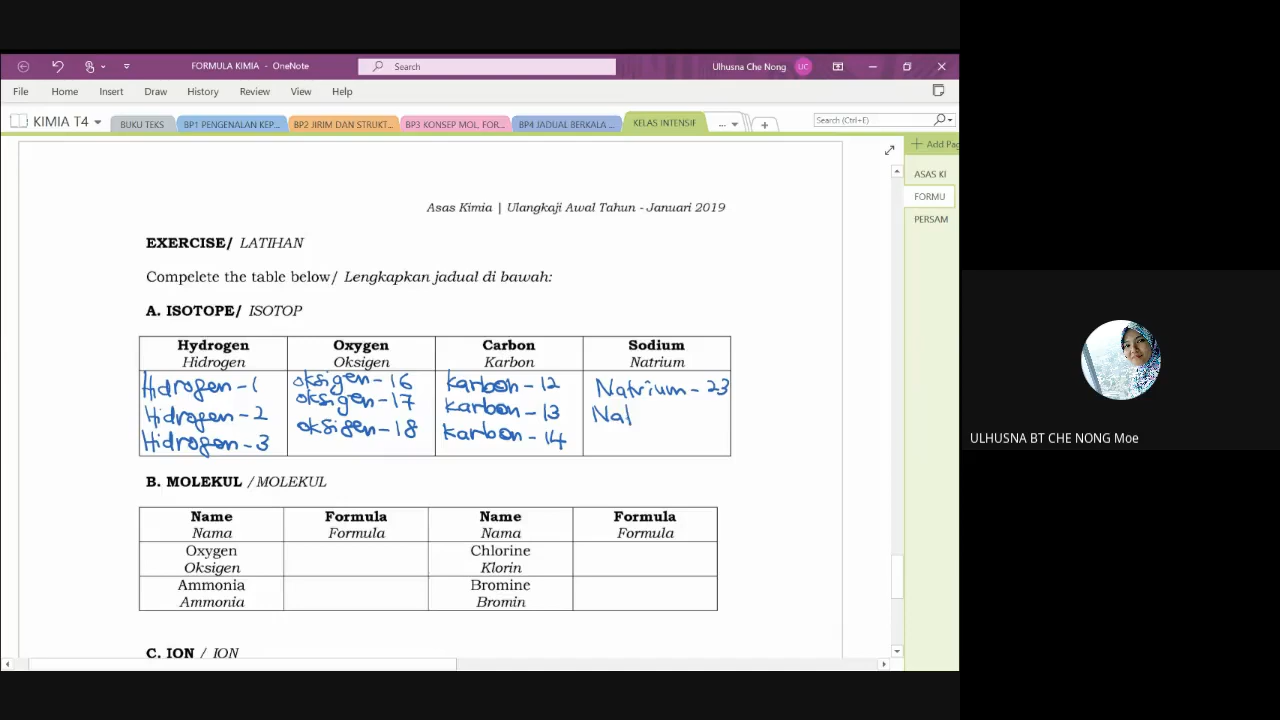 FORMULA KIMIA - OneNote
Search
Ulhusna Che Nong
UC
File Home Insert Draw History Review View Help
KIMIA T4
BUKU TEKS
BP1 PENGENALAN KEP...
BP2 JIRIM DAN STRUKT...
BP3 KONSEP MOL, FOR...
BP4 JADUAL BERKALA ...
KELAS INTENSIF
...
Search (Ctrl+E)
Add Pag
ASAS KI
FORMU
PERSAM
Asas Kimia | Ulangkaji Awal Tahun - Januari 2019
EXERCISE/ LATIHAN
Compelete the table below/ Lengkapkan jadual di bawah:
A. ISOTOPE/ ISOTOP
Hydrogen Oxygen Carbon Sodium
Hidrogen Oksigen Karbon Natrium
Hidrogen - 1 oksigen - 16 karbon - 12 Natrium - 23
Hidrogen - 2 oksigen - 17 karbon - 13 Nat
Hidrogen - 3 oksigen - 18 karbon - 14
B. MOLEKUL / MOLEKUL
Name Formula Name Formula
Nama Formula Nama Formula
Oxygen Chlorine
Oksigen Klorin
Ammonia Bromine
Ammonia Bromin
C. ION / ION
ULHUSNA BT CHE NONG Moe